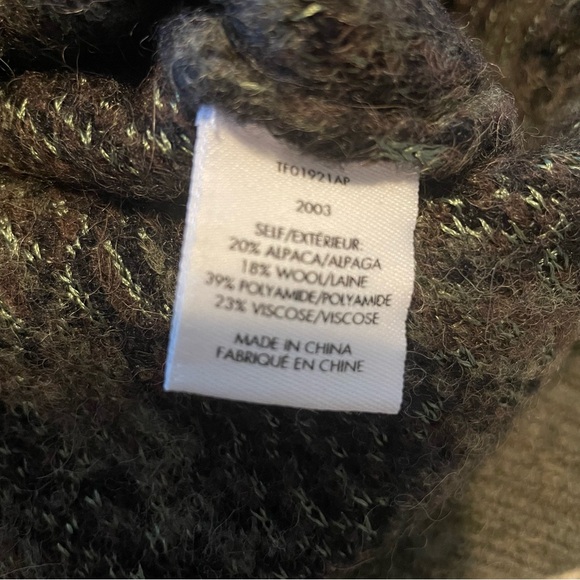 TF01921AP
2003
SELF/EXTÉRIEUR:
20% ALPACA/ALPAGA
18% WOOL/LAINE
39% POLYAMIDE/POLYAMIDE
23% VISCOSE/VISCOSE
MADE IN CHINA
FABRIQUÉ EN CHINE